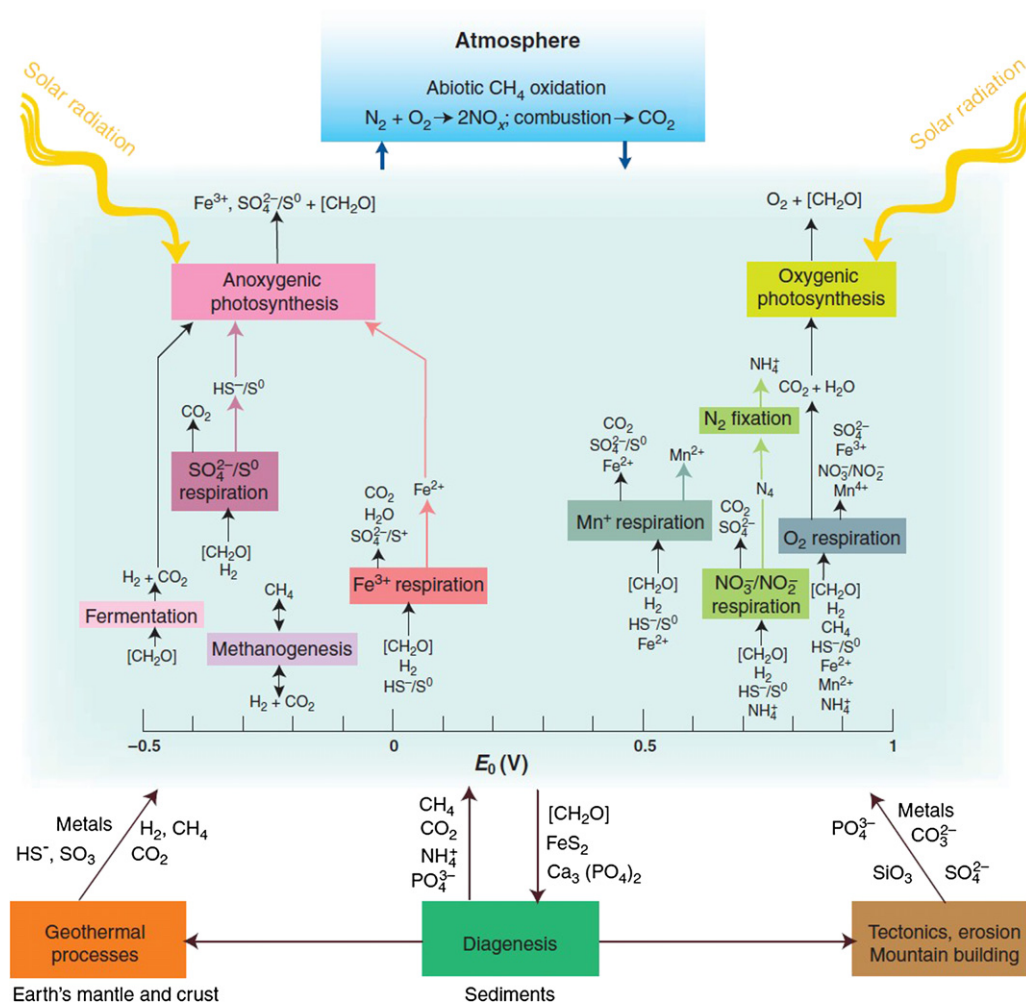 Atmosphere
Abiotic CH₄ oxidation
N₂ + O₂ → 2NOₓ; combustion → CO₂
Solar radiation
Solar radiation
Fe³⁺, SO₄²⁻/S⁰ + [CH₂O]
O₂ + [CH₂O]
Anoxygenic
photosynthesis
Oxygenic
photosynthesis
HS⁻/S⁰
CO₂
SO₄²⁻/S⁰
respiration
[CH₂O]
H₂
H₂ + CO₂
Fermentation
[CH₂O]
CH₄
Methanogenesis
H₂ + CO₂
Fe²⁺
CO₂
H₂O
SO₄²⁻/S⁺
Fe³⁺ respiration
[CH₂O]
H₂
HS⁻/S⁰
CO₂
SO₄²⁻/S⁰
Fe²⁺
Mn²⁺
Mn⁺ respiration
[CH₂O]
H₂
HS⁻/S⁰
Fe²⁺
NH₄⁺
N₂ fixation
N₄
CO₂
SO₄²⁻
NO₃⁻/NO₂⁻
respiration
[CH₂O]
H₂
HS⁻/S⁰
NH₄⁺
CO₂ + H₂O
SO₄²⁻
Fe³⁺
NO₃⁻/NO₂⁻
Mn⁴⁺
O₂ respiration
[CH₂O]
H₂
CH₄
HS⁻/S⁰
Fe²⁺
Mn²⁺
NH₄⁺
−0.5
0
0.5
1
E₀ (V)
Metals
HS⁻, SO₃
H₂, CH₄
CO₂
CH₄
CO₂
NH₄⁺
PO₄³⁻
[CH₂O]
FeS₂
Ca₃ (PO₄)₂
PO₄³⁻
SiO₃
Metals
CO₃²⁻
SO₄²⁻
Geothermal
processes
Diagenesis
Tectonics, erosion
Mountain building
Earth's mantle and crust
Sediments